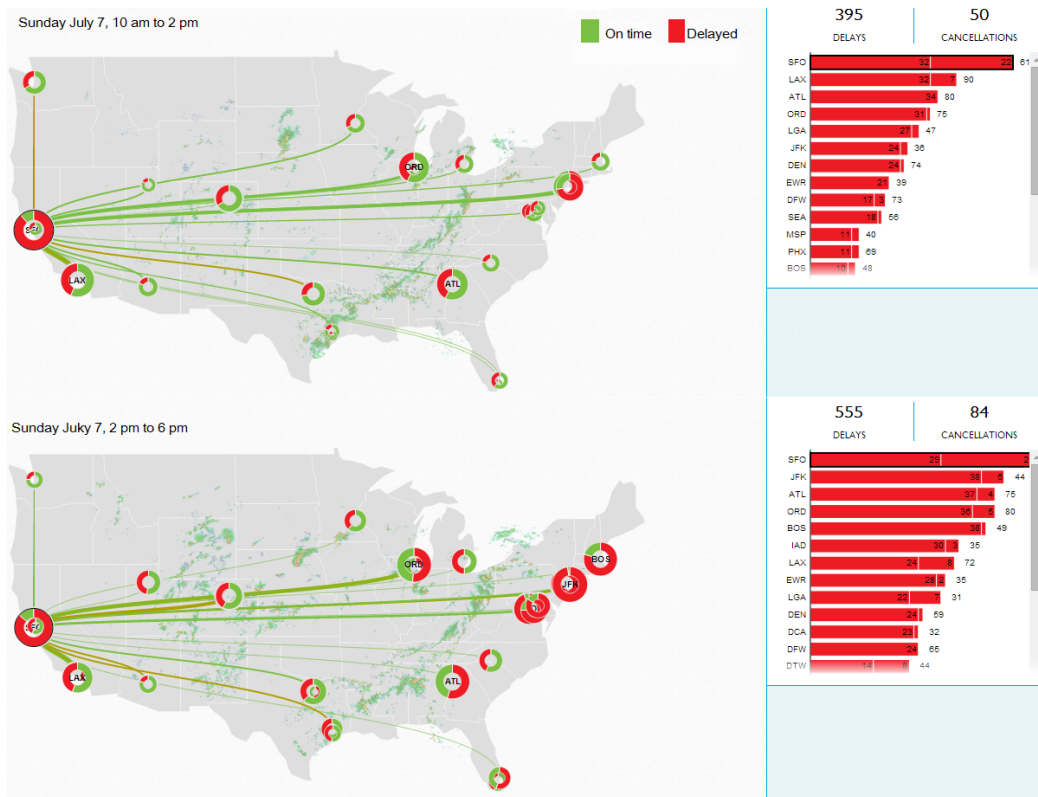 Sunday July 7, 10 am to 2 pm
On time
Delayed
395
DELAYS
50
CANCELLATIONS
SFO 32 22 61
LAX 32 7 90
ATL 34 80
ORD 31 75
LGA 27 47
JFK 24 36
DEN 24 74
EWR 21 39
DFW 17 3 73
SEA 18 56
MSP 11 40
PHX 11 69
BOS 10 48
ORD
SFO
LAX
ATL
Sunday Juky 7, 2 pm to 6 pm
555
DELAYS
84
CANCELLATIONS
SFO 29 2
JFK 38 6 44
ATL 37 4 75
ORD 36 5 80
BOS 38 49
IAD 30 3 35
LAX 24 8 72
EWR 28 2 35
LGA 22 7 31
DEN 24 59
DCA 23 32
DFW 24 65
DTW 14 8 44
ORD
BOS
JFK
SFO
LAX
ATL